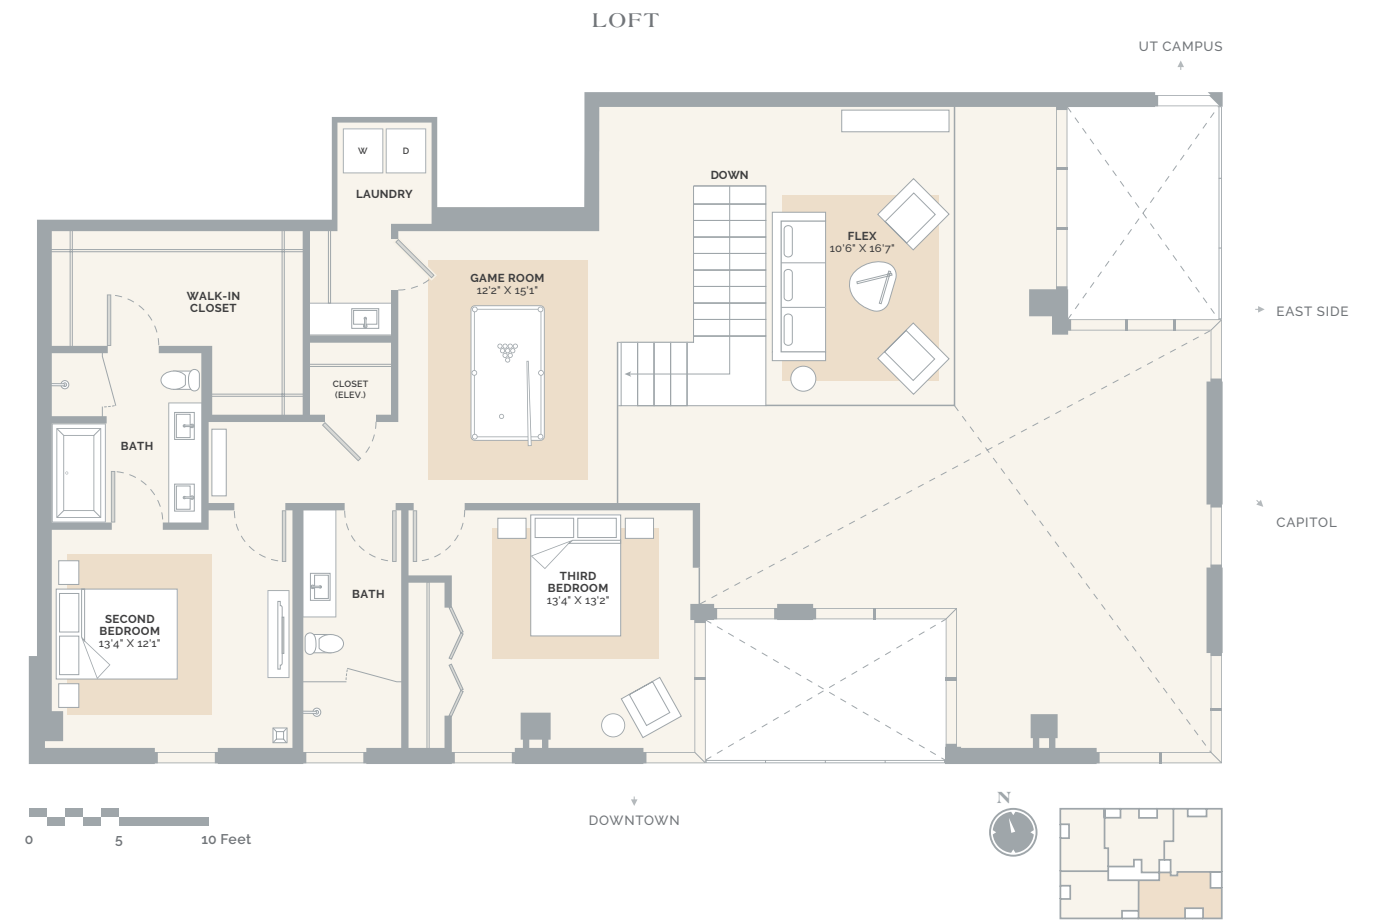 LOFT
UT CAMPUS
W
D
LAUNDRY
DOWN
FLEX
10'6" X 16'7"
GAME ROOM
12'2" X 15'1"
WALK-IN
CLOSET
EAST SIDE
CLOSET
(ELEV.)
BATH
CAPITOL
BATH
THIRD
BEDROOM
13'4" X 13'2"
SECOND
BEDROOM
13'4" X 12'1"
N
DOWNTOWN
0 5 10 Feet